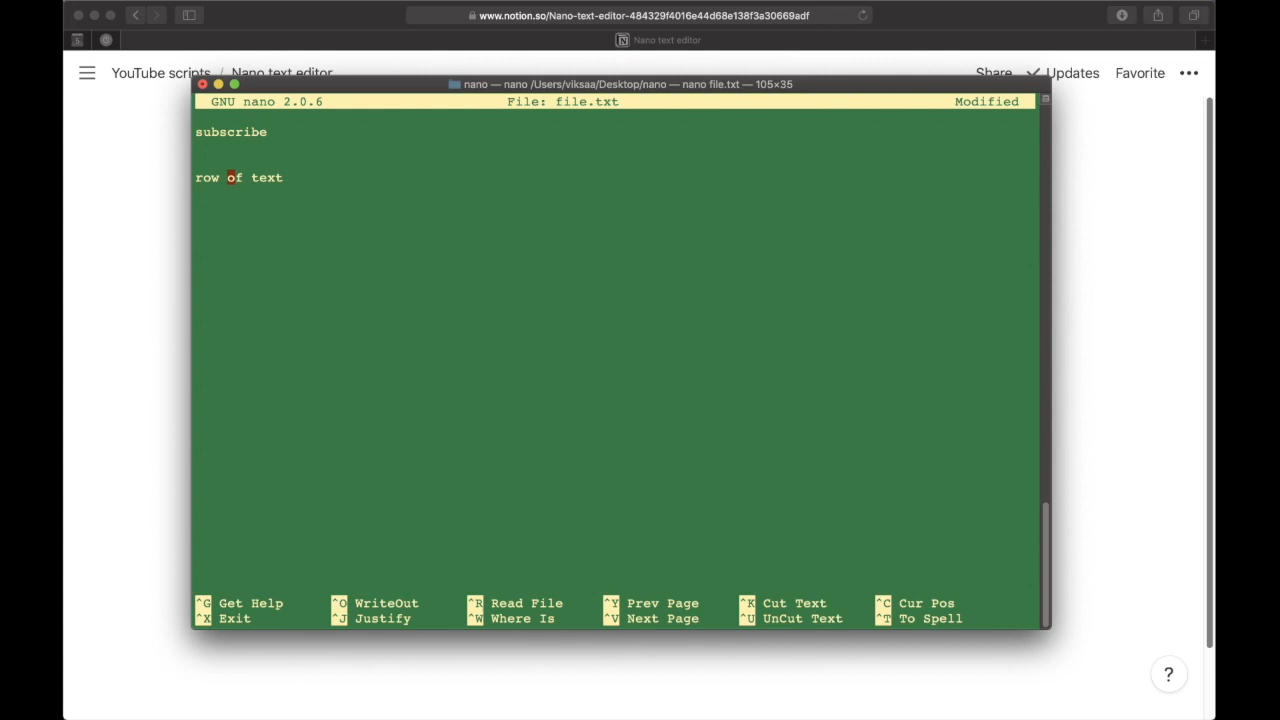 www.notion.so/Nano-text-editor-484329f4016e44d68e138f3a30669adf
Nano text editor
YouTube scripts / Nano text editor
Share Updates Favorite •••
nano — nano /Users/viksaa/Desktop/nano — nano file.txt — 105×35
GNU nano 2.0.6 File: file.txt Modified
subscribe
row of text
^G Get Help ^O WriteOut ^R Read File ^Y Prev Page ^K Cut Text ^C Cur Pos
^X Exit ^J Justify ^W Where Is ^V Next Page ^U UnCut Text ^T To Spell
?